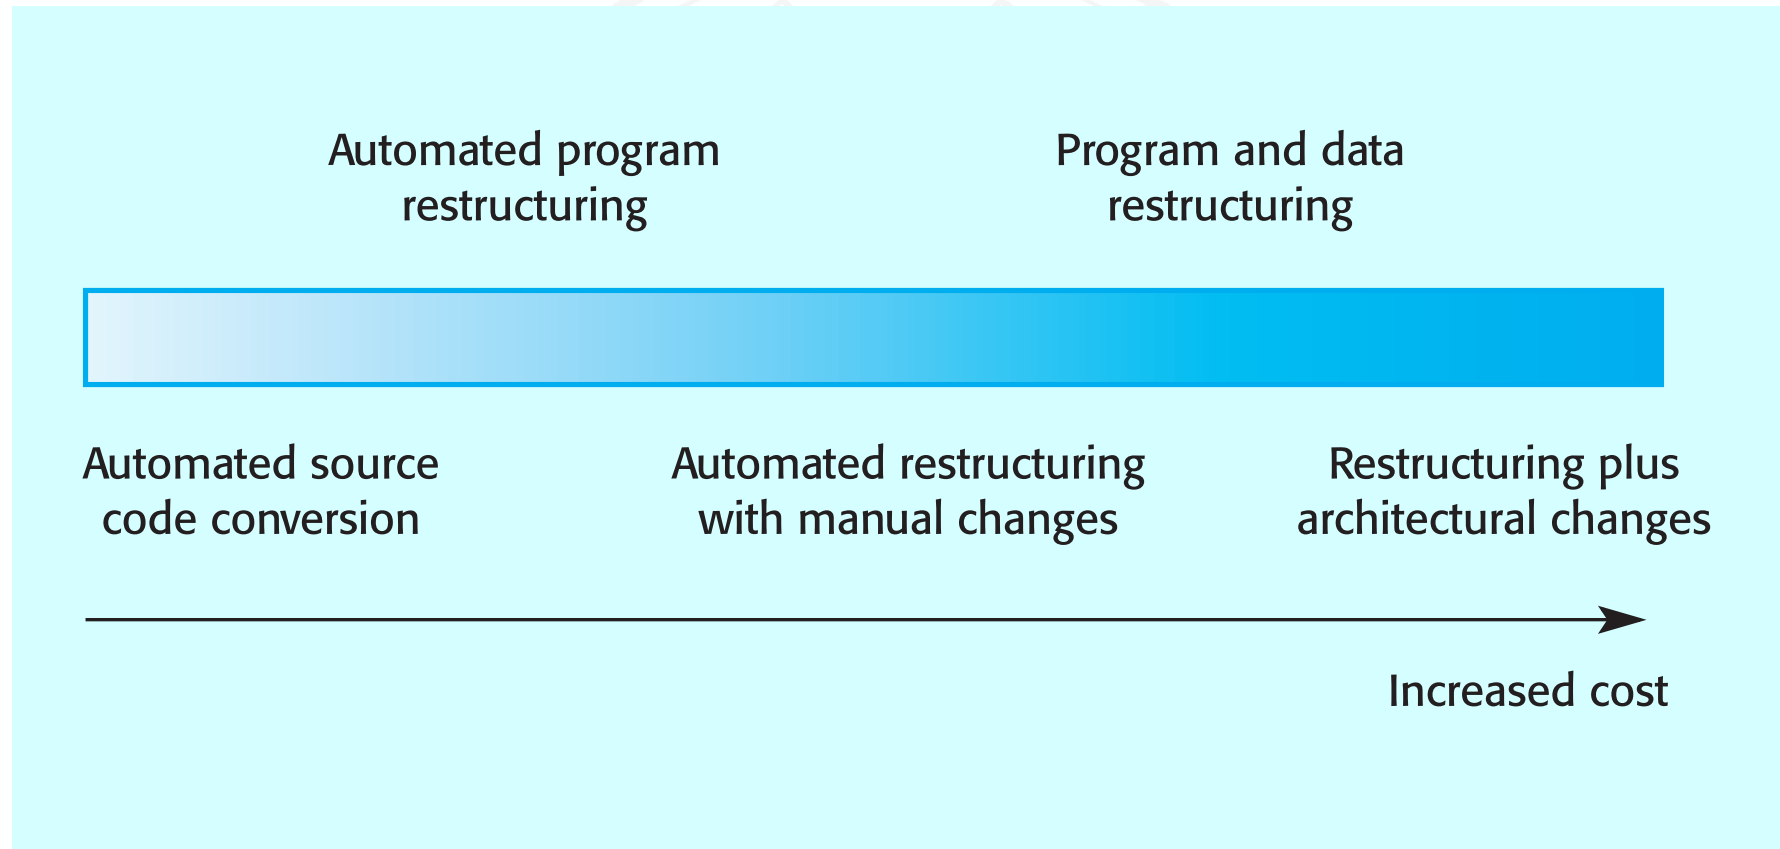 Automated program
restructuring
Program and data
restructuring
Automated source
code conversion
Automated restructuring
with manual changes
Restructuring plus
architectural changes
Increased cost